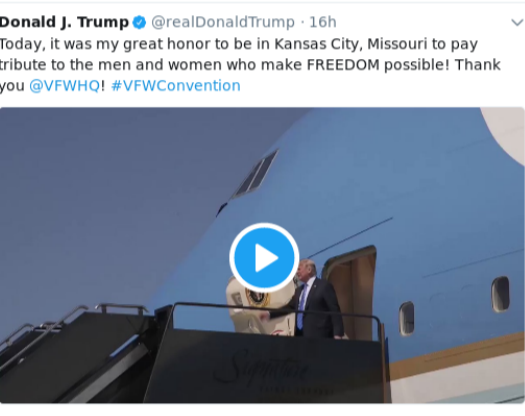 Donald J. Trump @realDonaldTrump · 16h
Today, it was my great honor to be in Kansas City, Missouri to pay
tribute to the men and women who make FREEDOM possible! Thank
you @VFWHQ! #VFWConvention
Signature